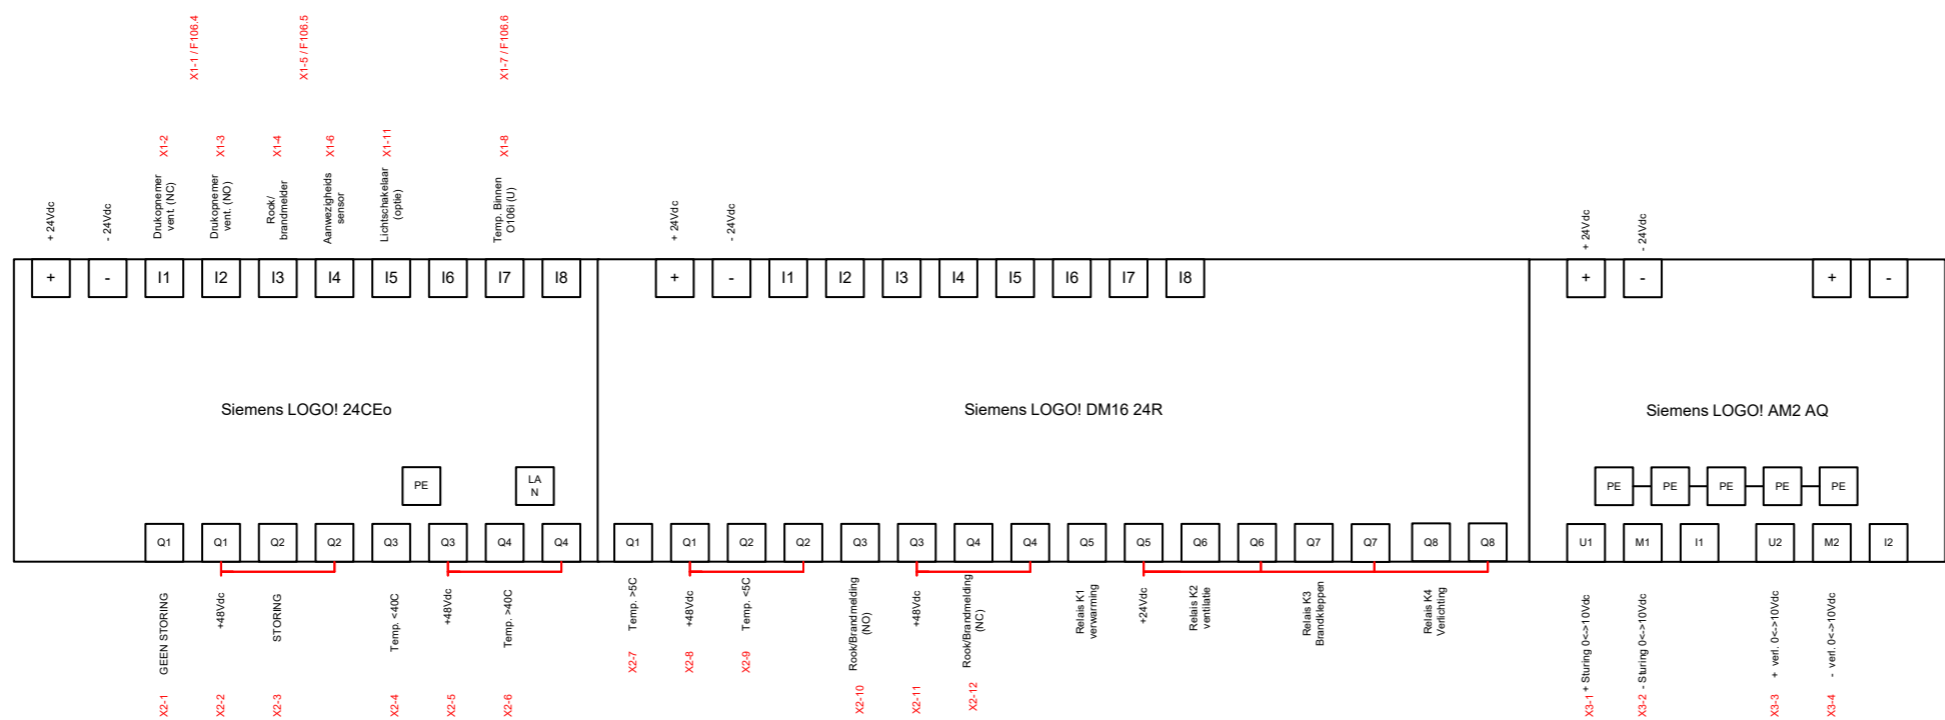 X1-1 / F106.4
X1-5 / F106.5
X1-7 / F106.6
X1-2
X1-3
X1-4
X1-6
X1-11
X1-8
+ 24Vdc
- 24Vdc
Drukopnemer
vent. (NC)
Drukopnemer
vent. (NO)
Rook/
brandmelder
Aanwezigheids
sensor
Lichtschakelaar
(optie)
Temp. Binnen
O106i (U)
+ 24Vdc
- 24Vdc
+ 24Vdc
- 24Vdc
+ - I1 I2 I3 I4 I5 I6 I7 I8
+ - I1 I2 I3 I4 I5 I6 I7 I8
+ - + -
Siemens LOGO! 24CEo
Siemens LOGO! DM16 24R
Siemens LOGO! AM2 AQ
PE
LA
N
PE PE PE PE PE
Q1 Q1 Q2 Q2 Q3 Q3 Q4 Q4
Q1 Q1 Q2 Q2 Q3 Q3 Q4 Q4 Q5 Q5 Q6 Q6 Q7 Q7 Q8 Q8
U1 M1 I1 U2 M2 I2
X2-1 GEEN STORING
X2-2 +48Vdc
X2-3 STORING
X2-4 Temp. <40C
X2-5 +48Vdc
X2-6 Temp. >40C
X2-7 Temp. >5C
X2-8 +48Vdc
X2-9 Temp. <5C
X2-10 Rook/Brandmelding
(NO)
X2-11 +48Vdc
X2-12 Rook/Brandmelding
(NC)
Relais K1
verwarming
+24Vdc
Relais K2
ventilatie
Relais K3
Brandkleppen
Relais K4
Verlichting
X3-1 + Sturing 0<->10Vdc
X3-2 - Sturing 0<->10Vdc
X3-3 + verl. 0<->10Vdc
X3-4 - verl. 0<->10Vdc